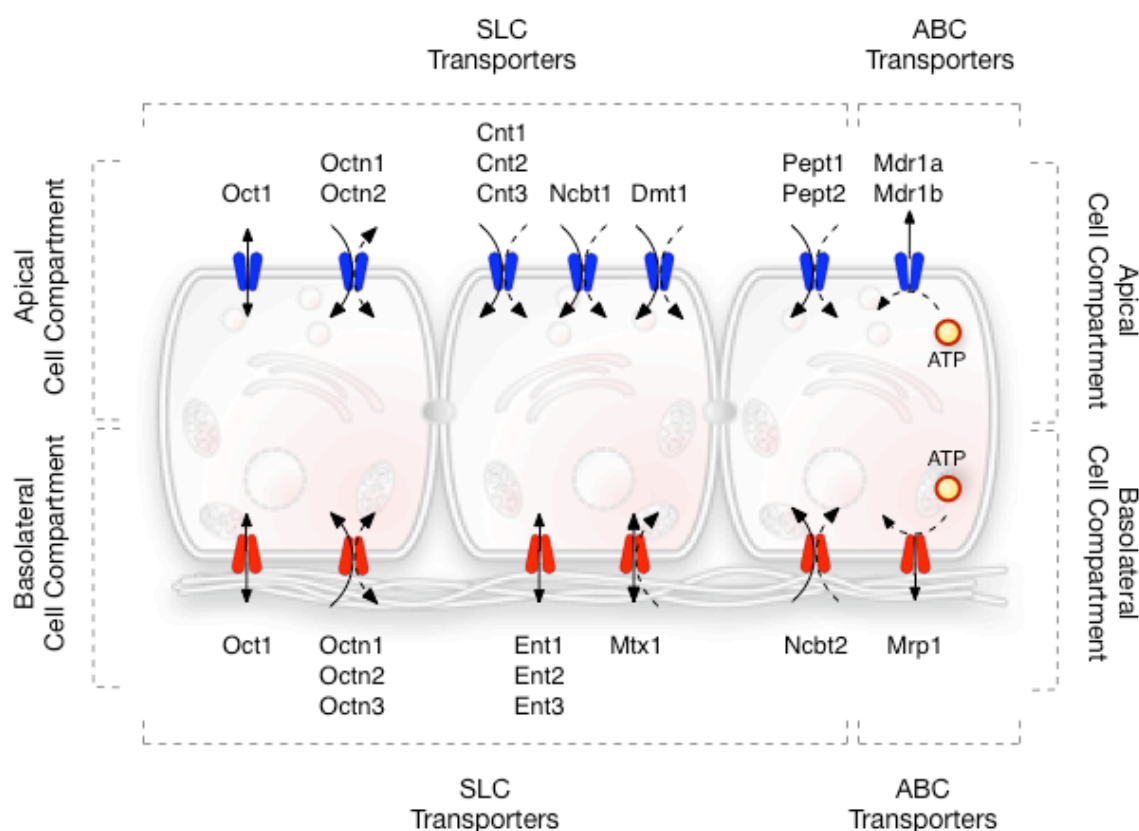 SLC
Transporters
ABC
Transporters
Cnt1
Cnt2
Cnt3
Octn1
Octn2
Oct1
Ncbt1
Dmt1
Pept1
Pept2
Mdr1a
Mdr1b
Apical
Cell Compartment
Apical
Cell Compartment
ATP
ATP
Basolateral
Cell Compartment
Basolateral
Cell Compartment
Oct1
Octn1
Octn2
Octn3
Ent1
Ent2
Ent3
Mtx1
Ncbt2
Mrp1
SLC
Transporters
ABC
Transporters